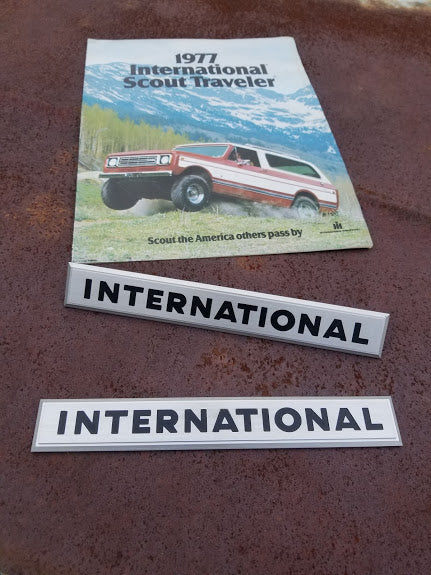 1977
International
Scout Traveler
Scout the America others pass by
INTERNATIONAL
INTERNATIONAL